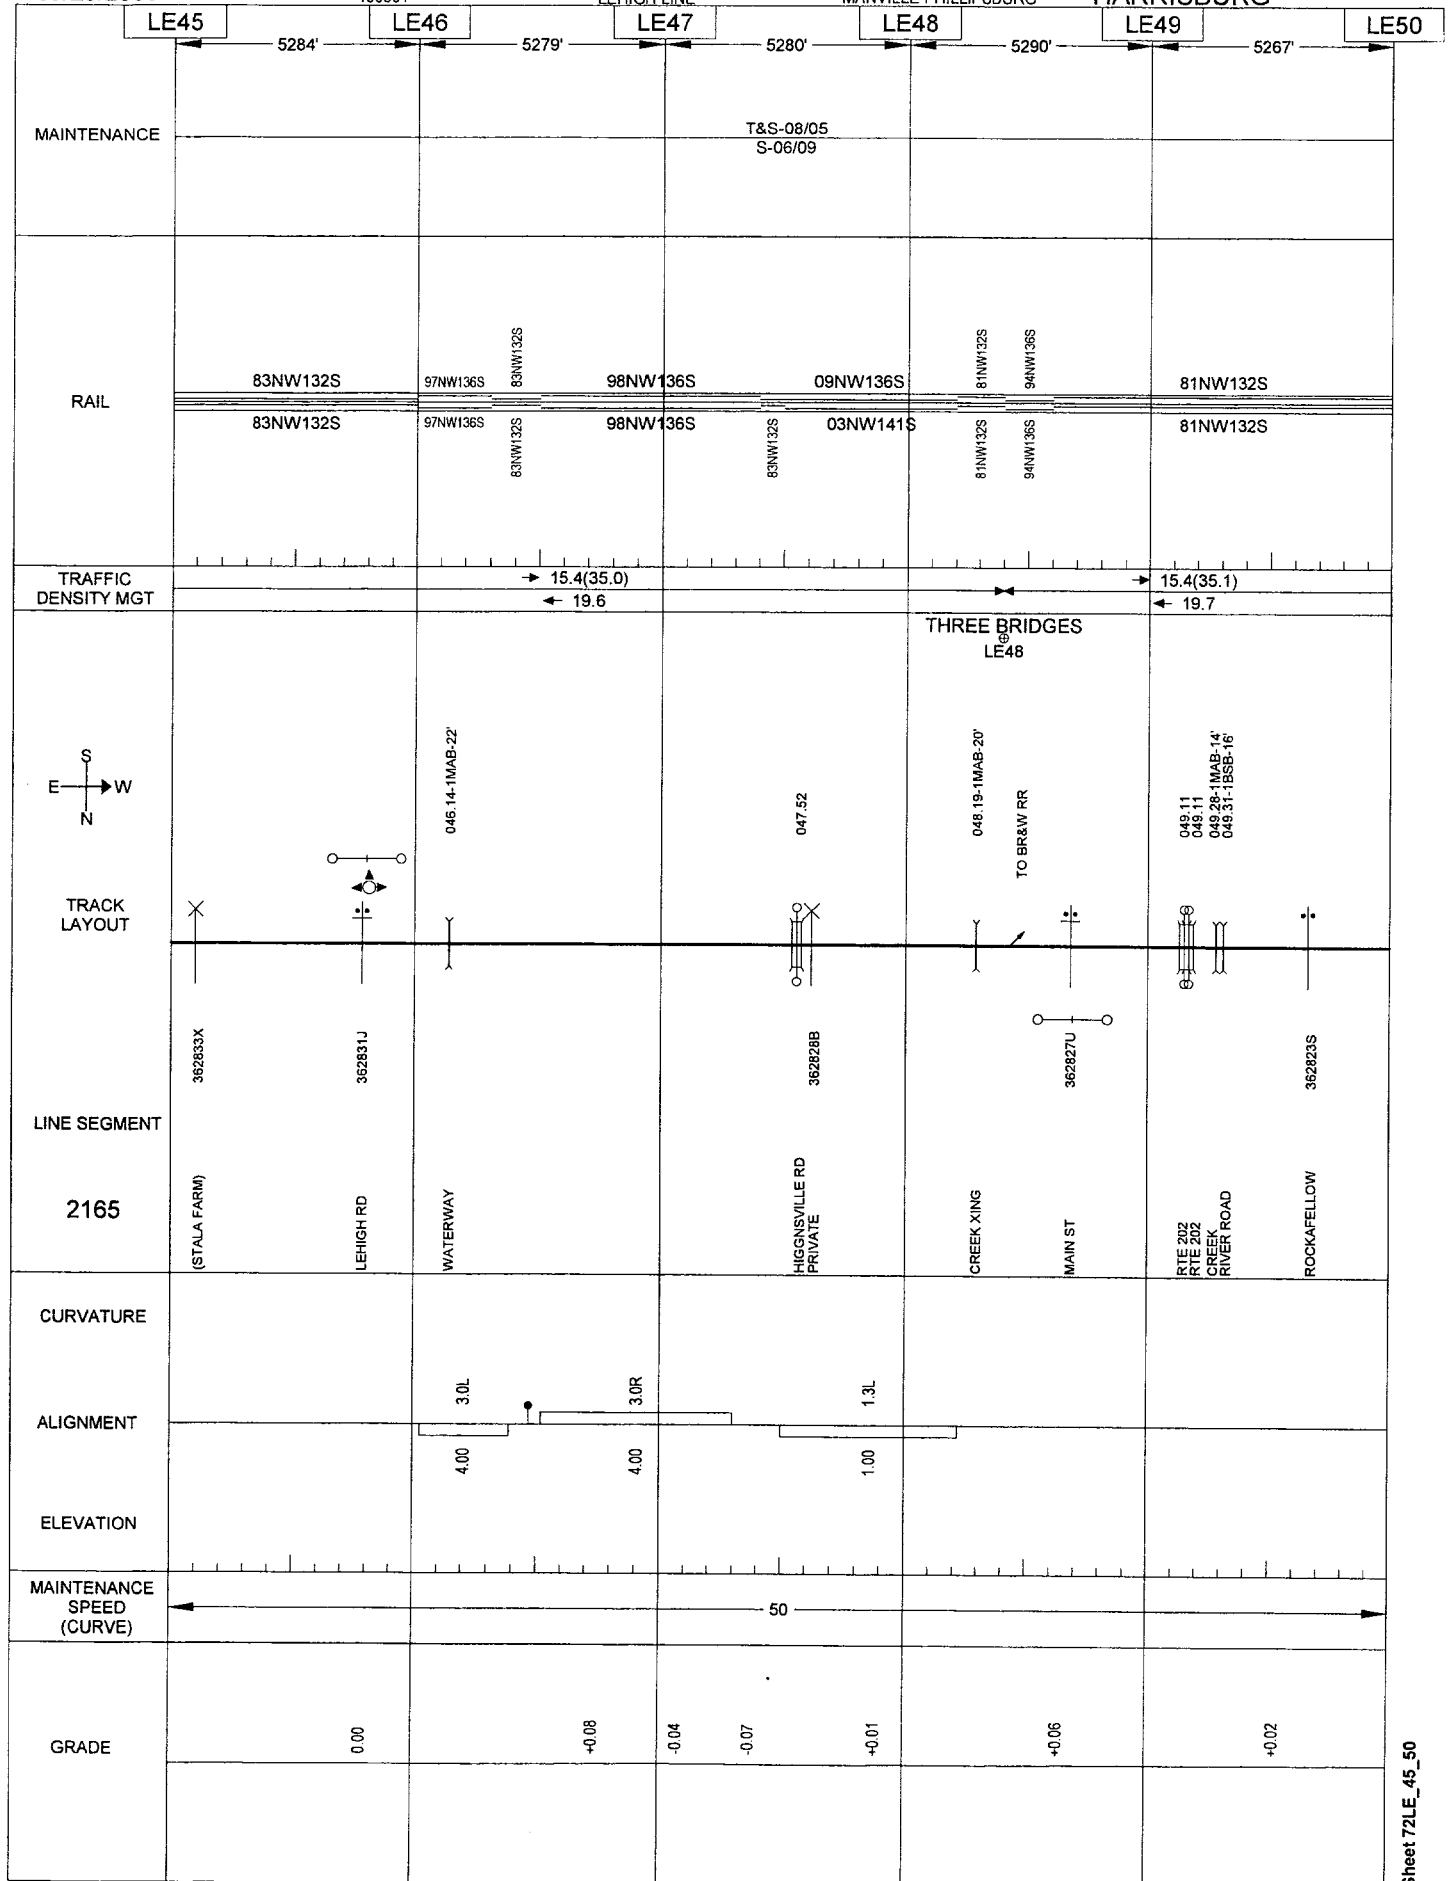 LEHIGH LINE
HARRISBURG
LE45 LE46 LE47 LE48 LE49 LE50
5284' 5279' 5280' 5290' 5267'
MAINTENANCE
T&S-08/05
S-06/09
RAIL
83NW132S 97NW136S 83NW132S 98NW136S 09NW136S 81NW132S 94NW136S 81NW132S
83NW132S 97NW136S 83NW132S 98NW136S 83NW132S 03NW141S 81NW132S 94NW136S 81NW132S
TRAFFIC
DENSITY MGT
15.4(35.0) 15.4(35.1)
19.6 19.7
THREE BRIDGES
LE48
S
E W
N
046.14-1MAB-22'
047.52
048.19-1MAB-20'
TO BR&W RR
049.11
049.11
049.28-1MAB-14'
049.31-1BSB-16'
TRACK
LAYOUT
362833X
362831J
362828B
362827U
362823S
LINE SEGMENT
2165
(STALA FARM)
LEHIGH RD
WATERWAY
HIGGNSVILLE RD
PRIVATE
CREEK XING
MAIN ST
RTE 202
RTE 202
CREEK
RIVER ROAD
ROCKAFELLOW
CURVATURE
3.0L 3.0R 1.3L
ALIGNMENT
4.00 4.00 1.00
ELEVATION
MAINTENANCE
SPEED
(CURVE)
50
GRADE
0.00 +0.08 -0.04 -0.07 +0.01 +0.06 +0.02
Sheet 72LE_45_50